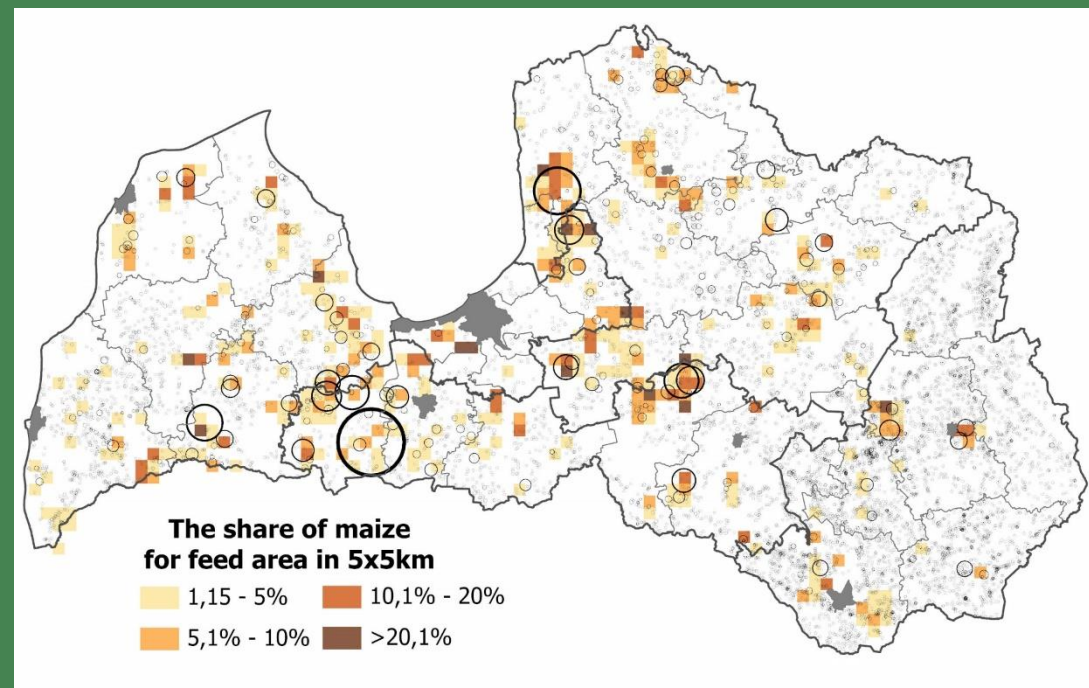 The share of maize
for feed area in 5x5km
1,15 - 5%
10,1% - 20%
5,1% - 10%
>20,1%